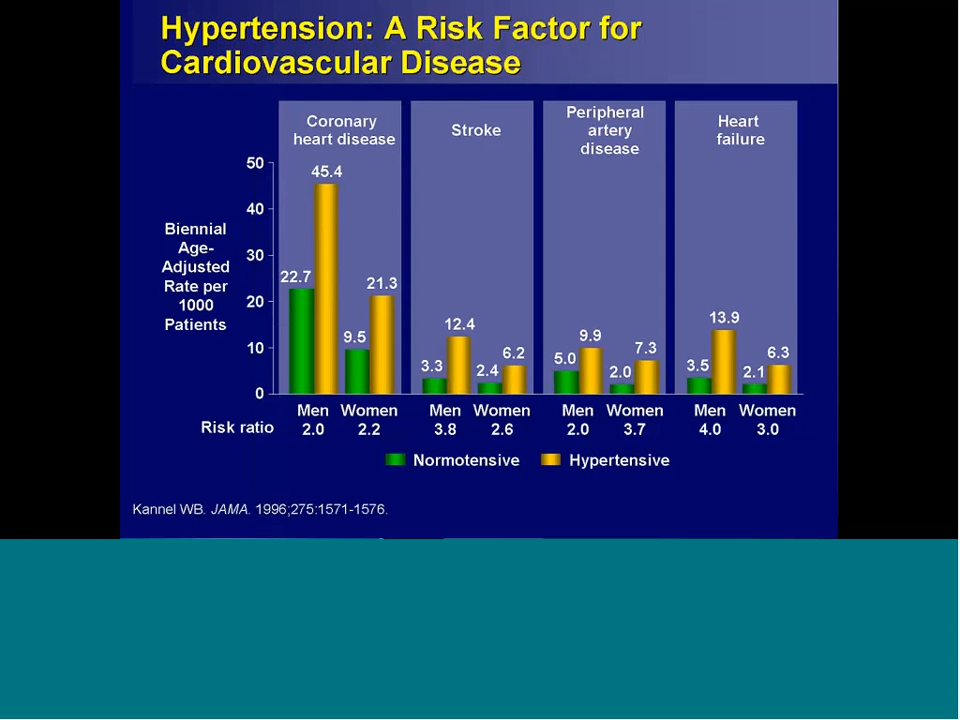 Hypertension: A Risk Factor for
Cardiovascular Disease
Coronary
heart disease
Stroke
Peripheral
artery
disease
Heart
failure
Biennial
Age-
Adjusted
Rate per
1000
Patients
50
40
30
20
10
0
22.7
45.4
9.5
21.3
3.3
12.4
2.4
6.2
5.0
9.9
2.0
7.3
3.5
13.9
2.1
6.3
Men Women Men Women Men Women Men Women
Risk ratio 2.0 2.2 3.8 2.6 2.0 3.7 4.0 3.0
Normotensive Hypertensive
Kannel WB. JAMA. 1996;275:1571-1576.